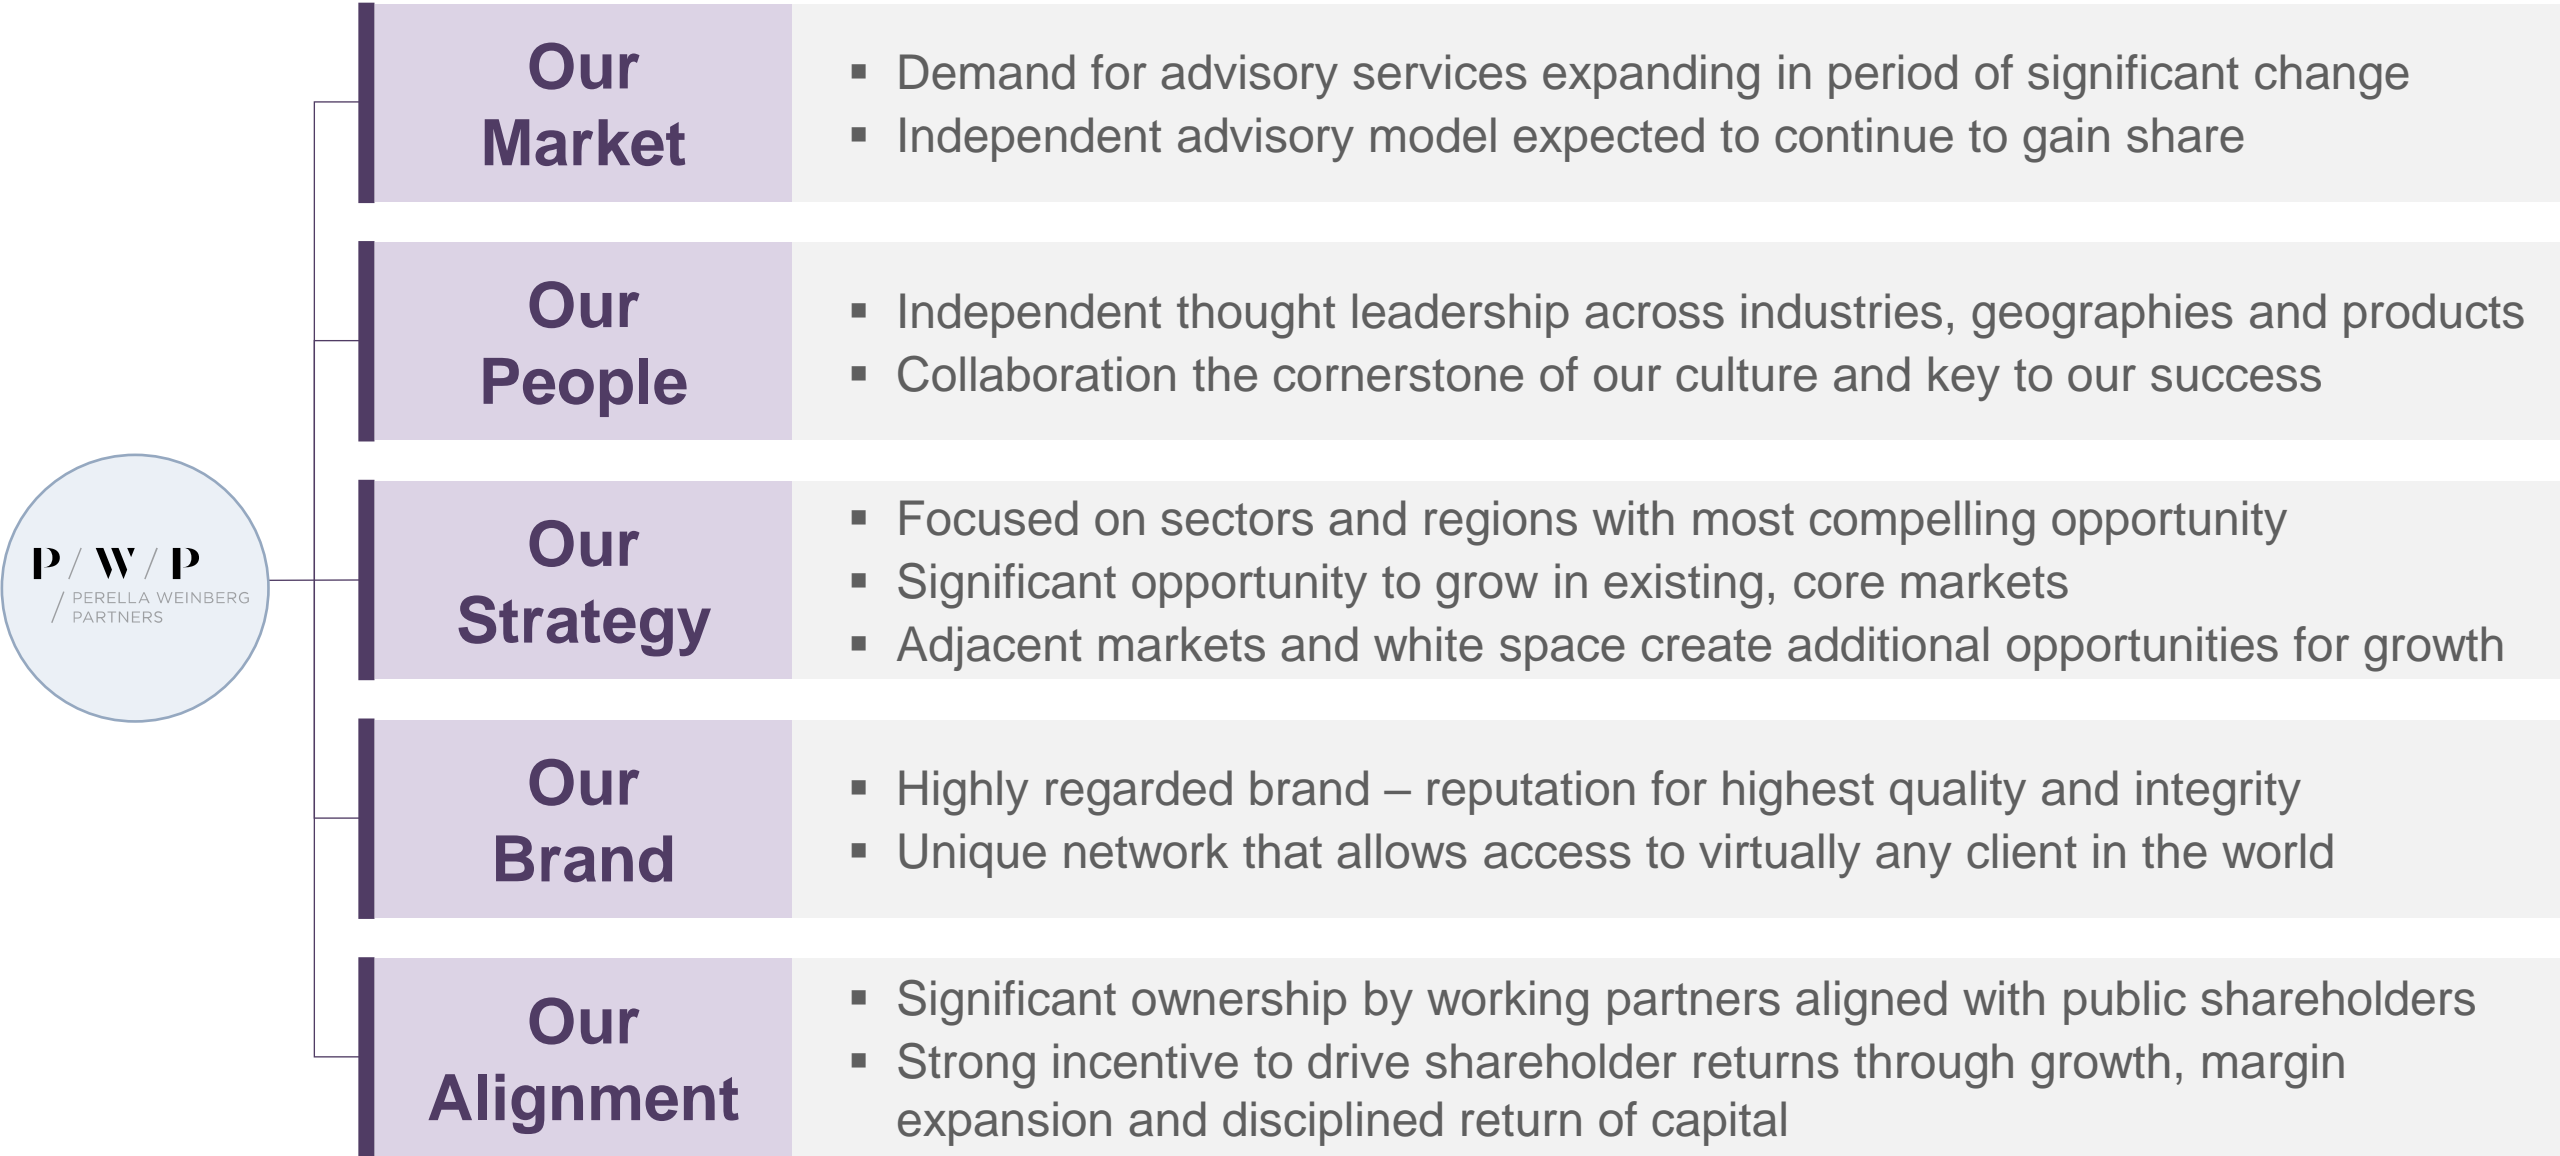 P/W/P
PERELLA WEINBERG
PARTNERS
Our
Market
▪ Demand for advisory services expanding in period of significant change
▪ Independent advisory model expected to continue to gain share
Our
People
▪ Independent thought leadership across industries, geographies and products
▪ Collaboration the cornerstone of our culture and key to our success
Our
Strategy
▪ Focused on sectors and regions with most compelling opportunity
▪ Significant opportunity to grow in existing, core markets
▪ Adjacent markets and white space create additional opportunities for growth
Our
Brand
▪ Highly regarded brand – reputation for highest quality and integrity
▪ Unique network that allows access to virtually any client in the world
Our
Alignment
▪ Significant ownership by working partners aligned with public shareholders
▪ Strong incentive to drive shareholder returns through growth, margin
expansion and disciplined return of capital